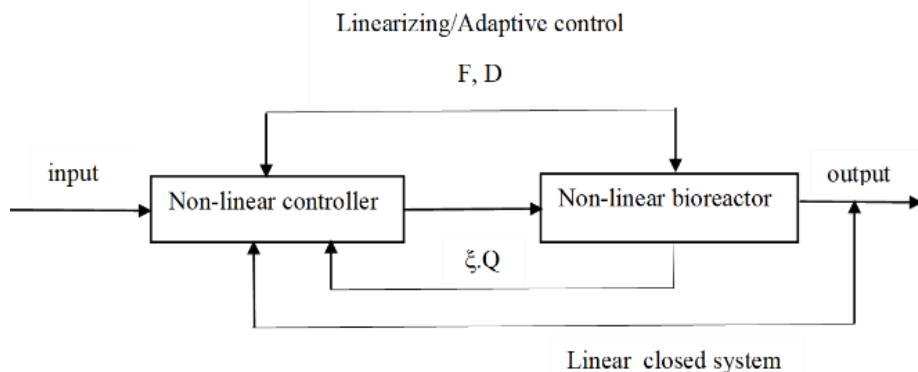 Linearizing/Adaptive control
F, D
input
Non-linear controller
Non-linear bioreactor
output
ξ.Q
Linear closed system